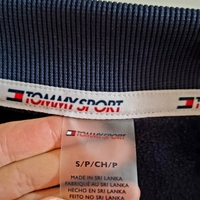 TOMMY SPORT
TOMMY SPORT
S/P/CH/P
MADE IN SRI LANKA
FABRIQUÉ AU SRI LANKA
HECHO EN SRI LANKA
FEITO NO SRI LANKA